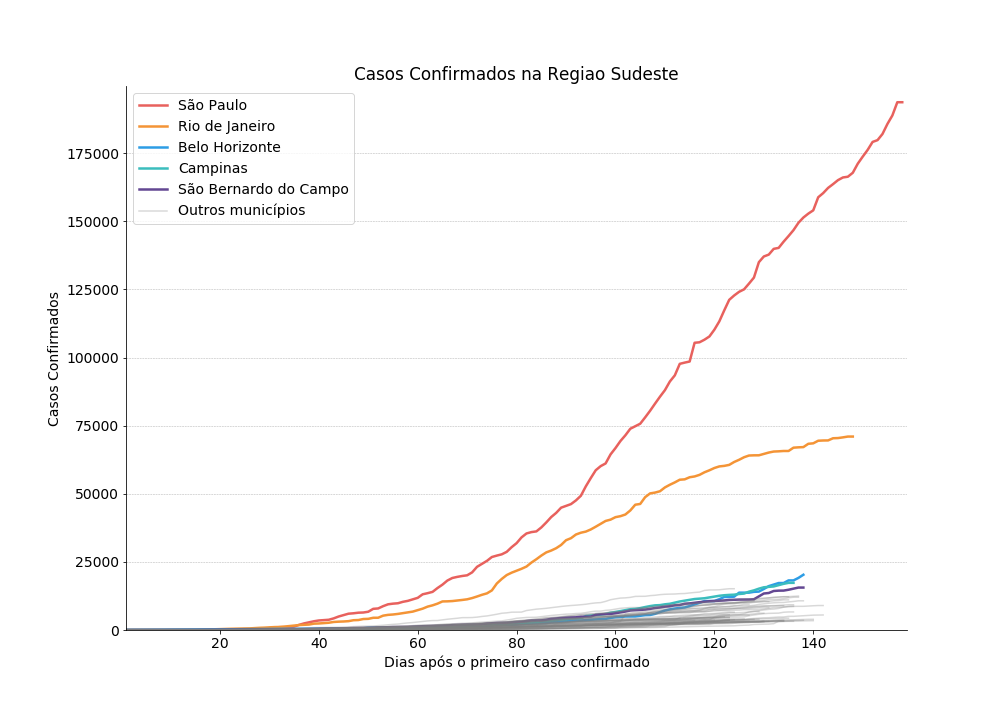 Casos Confirmados na Regiao Sudeste
São Paulo
Rio de Janeiro
Belo Horizonte
Campinas
São Bernardo do Campo
Outros municípios
Casos Confirmados
175000
150000
125000
100000
75000
50000
25000
0
20 40 60 80 100 120 140
Dias após o primeiro caso confirmado